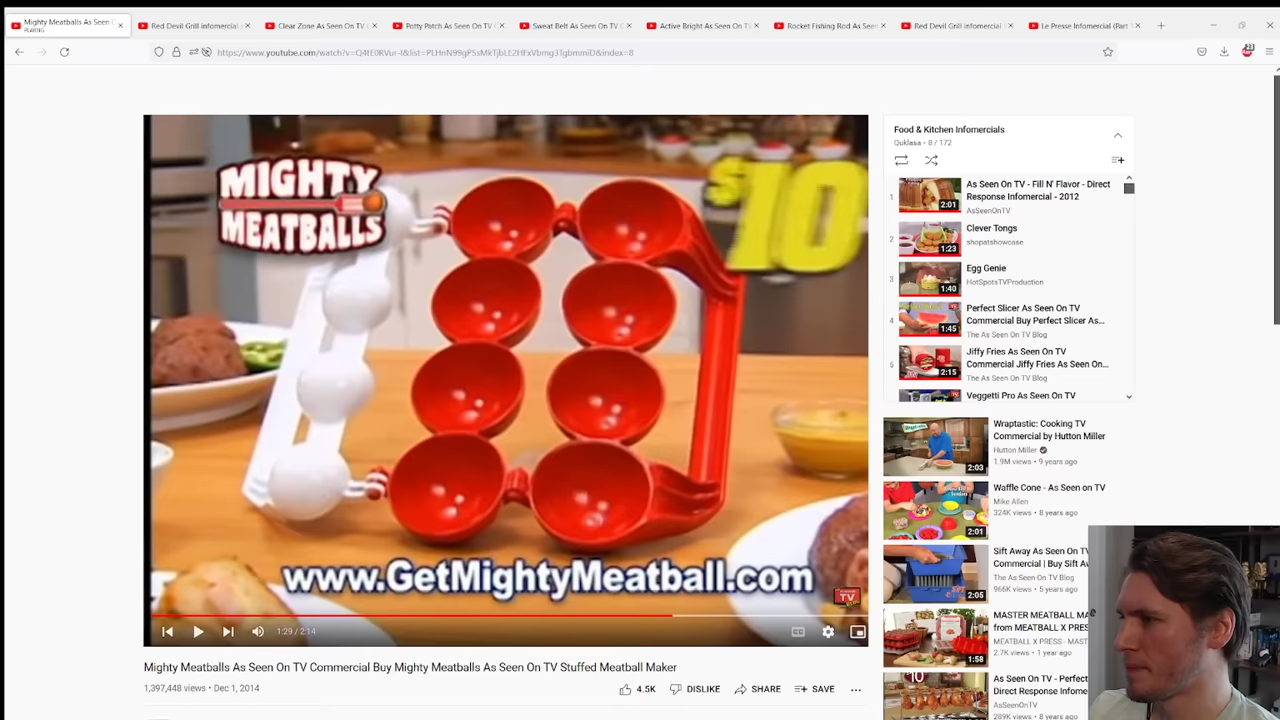 Mighty Meatballs As Seen O
PLAYING
Red Devil Grill infomercial
Clear Zone As Seen On TV C
Potty Patch As Seen On TV C
Sweat Belt As Seen On TV C
Active Bright As Seen On TV
Rocket Fishing Rod As Seen
Red Devil Grill infomercial
Le Presse Infomercial (Part
MIGHTY
MEATBALLS
$10
www.GetMightyMeatball.com
TV
1:29 / 2:14
Mighty Meatballs As Seen On TV Commercial Buy Mighty Meatballs As Seen On TV Stuffed Meatball Maker
1,397,448 views • Dec 1, 2014
4.5K
DISLIKE
SHARE
SAVE
Food & Kitchen Infomercials
Quklasa - 8 / 172
1
2:01
As Seen On TV - Fill N' Flavor - Direct
Response Infomercial - 2012
AsSeenOnTV
2
1:23
Clever Tongs
shopatshowcase
3
1:40
Egg Genie
HotSpotsTVProduction
4
1:45
Perfect Slicer As Seen On TV
Commercial Buy Perfect Slicer As...
The As Seen On TV Blog
5
2:15
Jiffy Fries As Seen On TV
Commercial Jiffy Fries As Seen On...
The As Seen On TV Blog
Veggetti Pro As Seen On TV
2:03
Wraptastic: Cooking TV
Commercial by Hutton Miller
Hutton Miller
1.9M views • 9 years ago
2:01
Waffle Cone - As Seen on TV
Mike Allen
324K views • 8 years ago
2:05
Sift Away As Seen On TV
Commercial | Buy Sift Aw
The As Seen On TV Blog
966K views • 5 years ago
1:58
MASTER MEATBALL MA
from MEATBALL X PRES
MEATBALL X PRESS - MAST
2.7K views • 1 year ago
10
As Seen On TV - Perfect
Direct Response Infome
AsSeenOnTV
289K views • 8 years ago